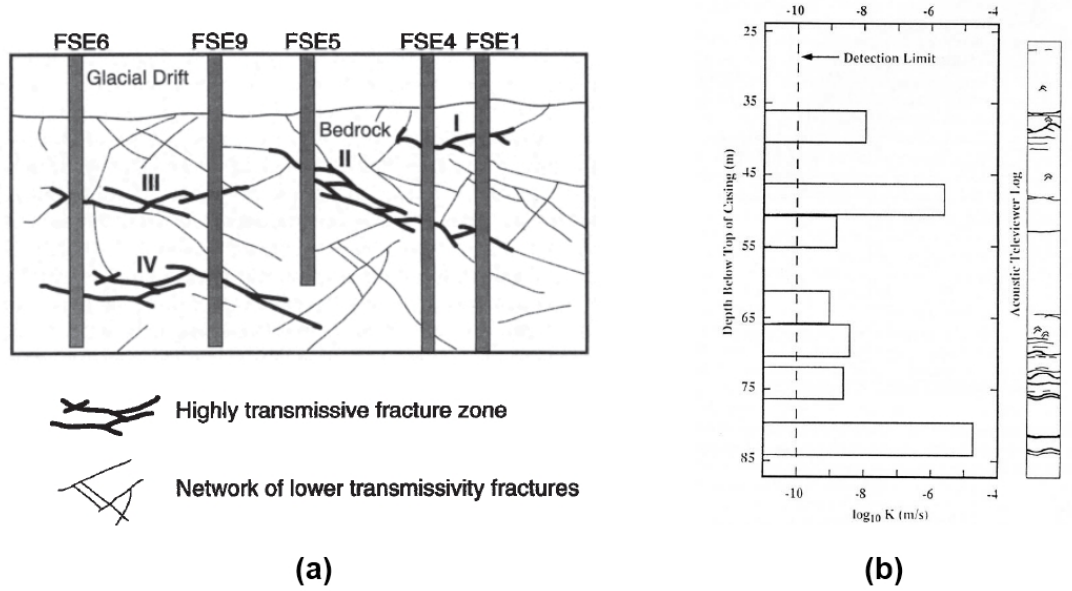 FSE6 FSE9 FSE5 FSE4 FSE1
Glacial Drift
Bedrock
I
II
III
IV
Highly transmissive fracture zone
Network of lower transmissivity fractures
(a)
-10 -8 -6 -4
25
Detection Limit
35
45
55
65
75
85
Depth Below Top of Casing (m)
Acoustic Televiewer Log
-10 -8 -6 -4
log10 K (m/s)
(b)